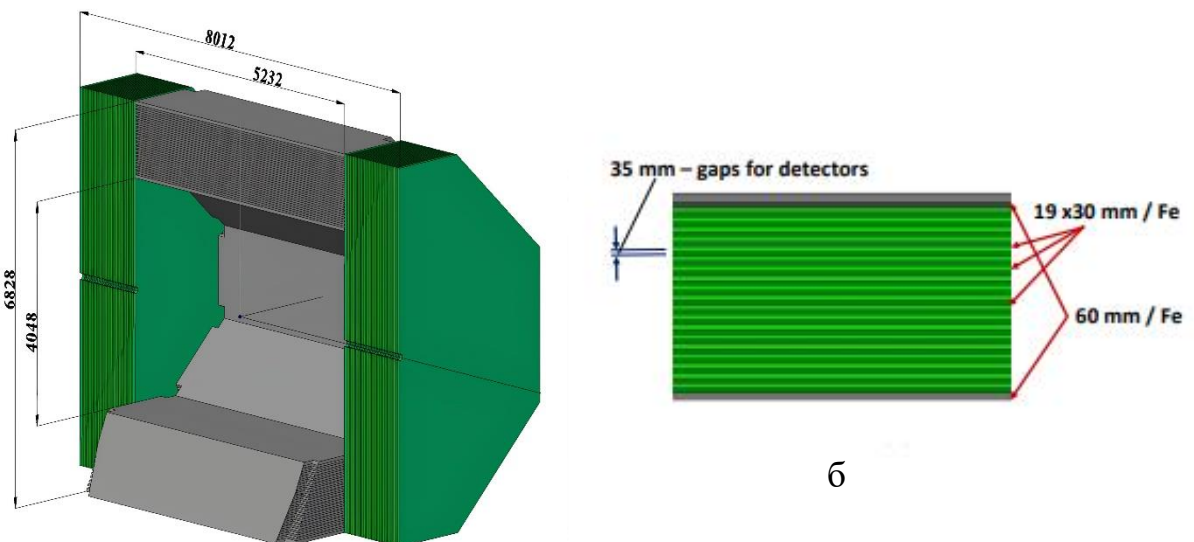 8012
5232
6828
4048
35 mm – gaps for detectors
19 x30 mm / Fe
60 mm / Fe
б